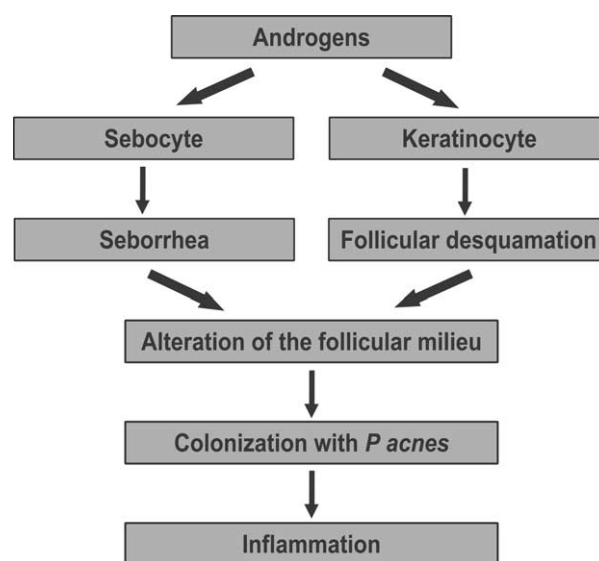 Androgens
Sebocyte
Keratinocyte
Seborrhea
Follicular desquamation
Alteration of the follicular milieu
Colonization with P acnes
Inflammation